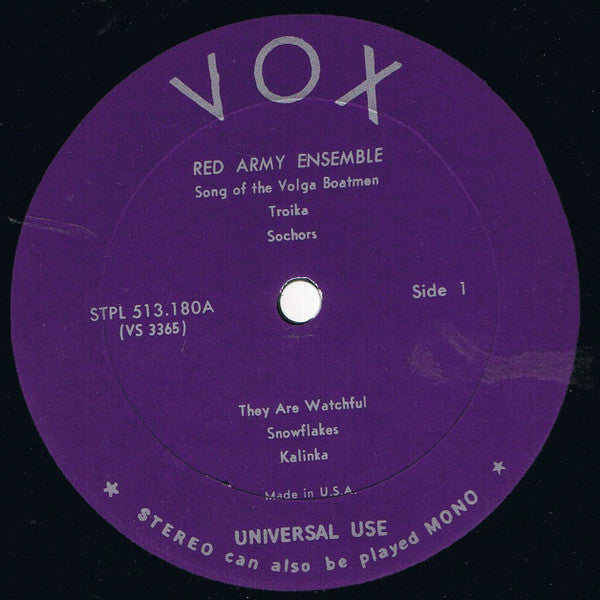 VOX
RED ARMY ENSEMBLE
Song of the Volga Boatmen
Troika
Sochors
STPL 513.180A
(VS 3365)
Side 1
They Are Watchful
Snowflakes
Kalinka
Made in U.S.A.
UNIVERSAL USE
★ STEREO can also be played MONO ★